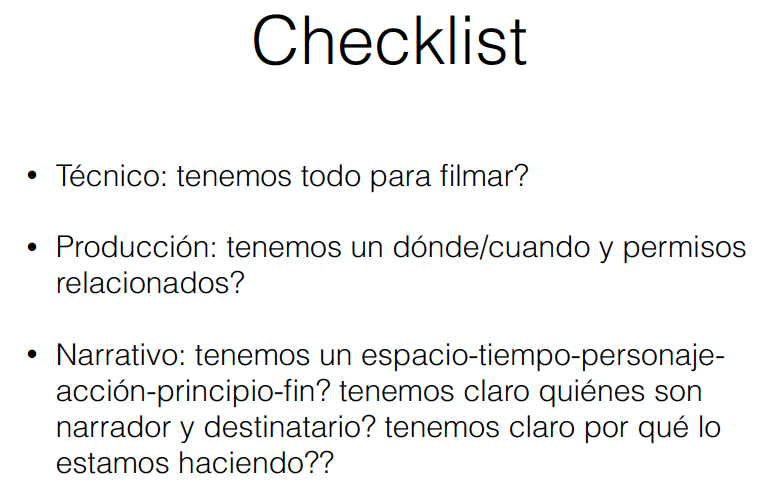 Checklist
• Técnico: tenemos todo para filmar?
• Producción: tenemos un dónde/cuando y permisos
relacionados?
• Narrativo: tenemos un espacio-tiempo-personaje-
acción-principio-fin? tenemos claro quiénes son
narrador y destinatario? tenemos claro por qué lo
estamos haciendo??